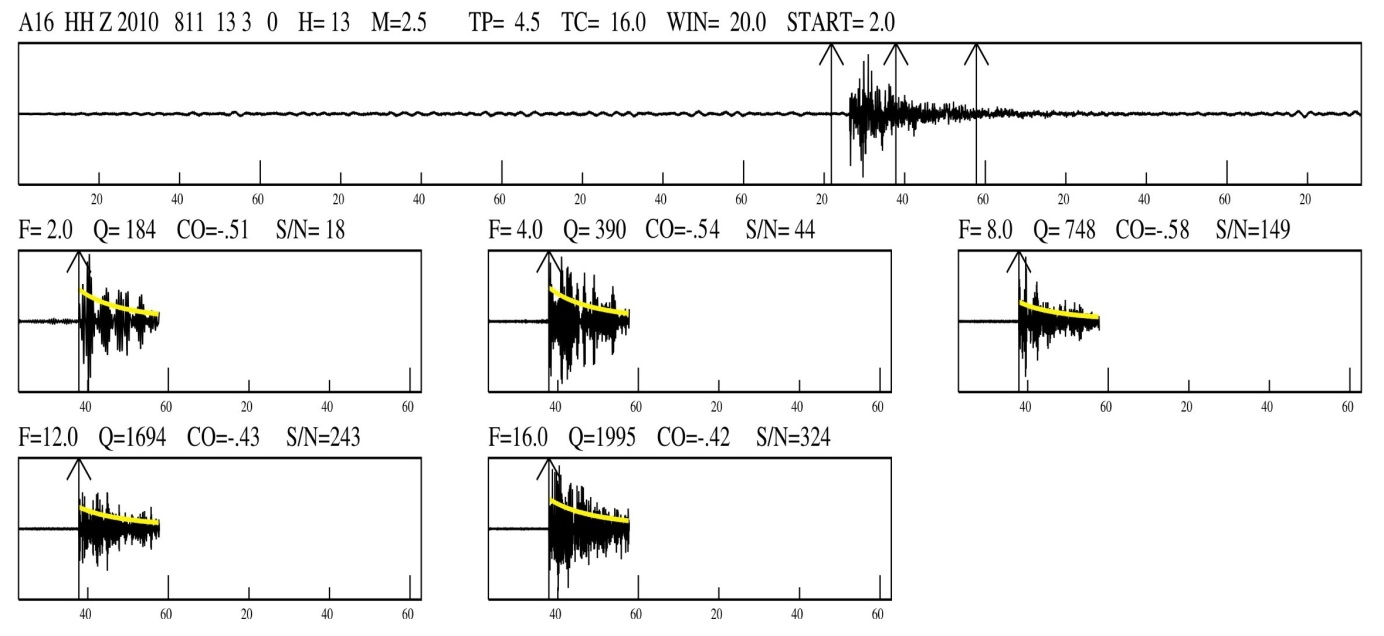 A16 HH Z 2010 811 13 3 0 H= 13 M=2.5 TP= 4.5 TC= 16.0 WIN= 20.0 START= 2.0
20 40 60 20 40 60 20 40 60 20 40 60 20 40 60 20
F= 2.0 Q= 184 CO=-.51 S/N= 18
40 60 20 40 60
F= 4.0 Q= 390 CO=-.54 S/N= 44
40 60 20 40 60
F= 8.0 Q= 748 CO=-.58 S/N=149
40 60 20 40 60
F=12.0 Q=1694 CO=-.43 S/N=243
40 60 20 40 60
F=16.0 Q=1995 CO=-.42 S/N=324
40 60 20 40 60